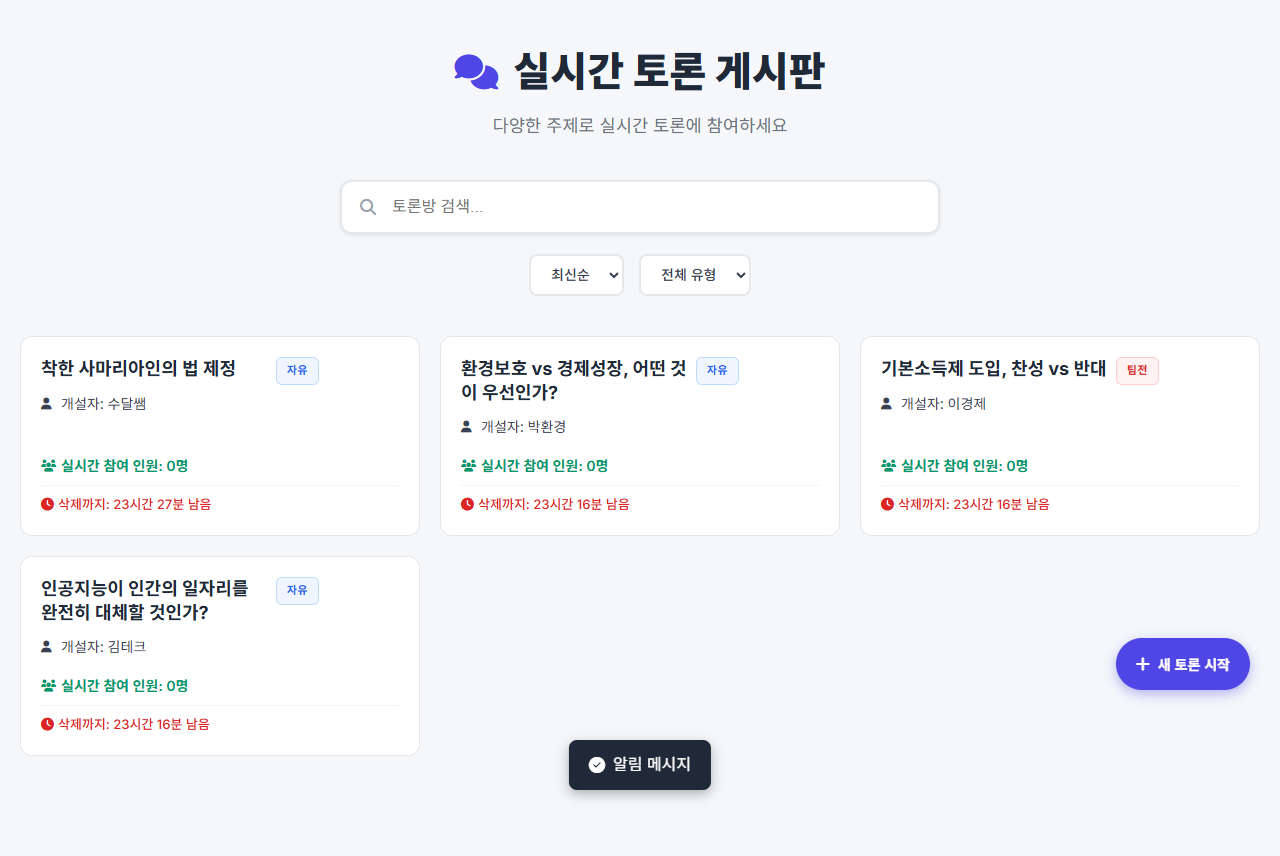 실시간 토론 게시판
다양한 주제로 실시간 토론에 참여하세요
토론방 검색...
최신순
전체 유형
착한 사마리아인의 법 제정
자유
개설자: 수달쌤
실시간 참여 인원: 0명
삭제까지: 23시간 27분 남음
환경보호 vs 경제성장, 어떤 것
이 우선인가?
자유
개설자: 박환경
실시간 참여 인원: 0명
삭제까지: 23시간 16분 남음
기본소득제 도입, 찬성 vs 반대
팀전
개설자: 이경제
실시간 참여 인원: 0명
삭제까지: 23시간 16분 남음
인공지능이 인간의 일자리를
완전히 대체할 것인가?
자유
개설자: 김테크
실시간 참여 인원: 0명
삭제까지: 23시간 16분 남음
새 토론 시작
알림 메시지